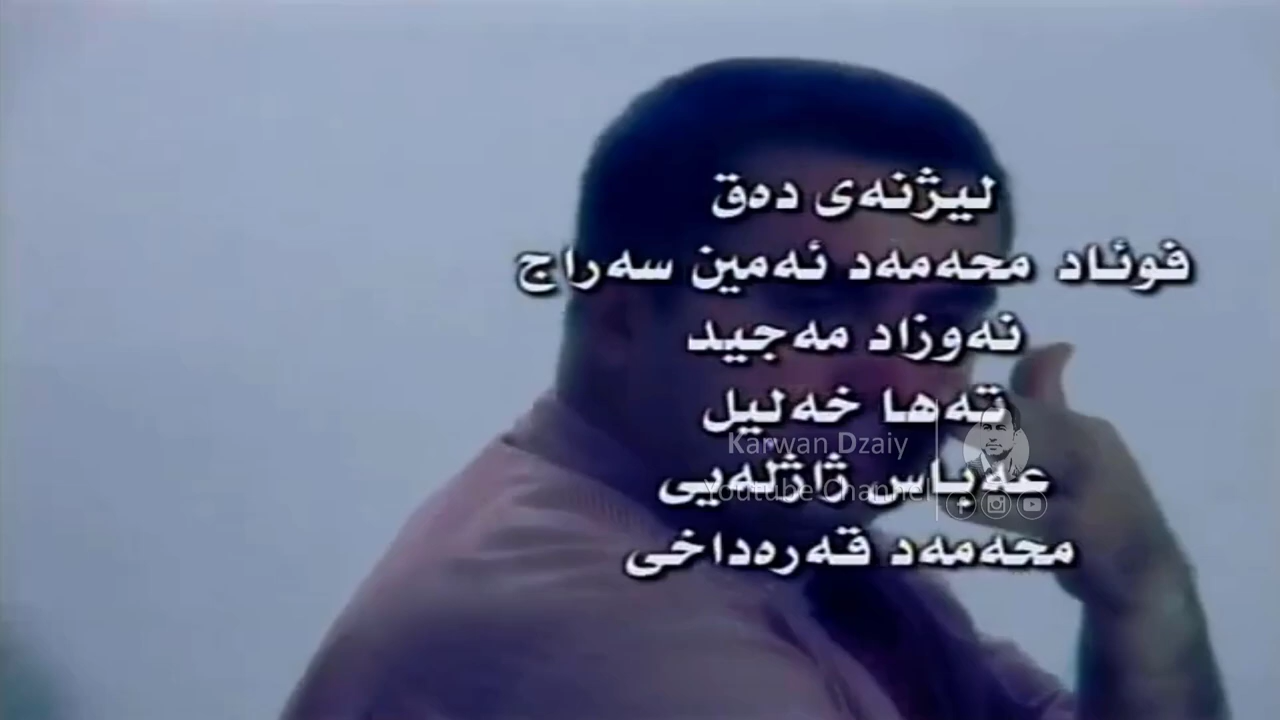 لیژنەی دەق
فوئاد محەمەد ئەمین سەراج
نەوزاد مەجید
تەها خەلیل
Karwan Dzaiy
عەباس ژاژڵەیی
Youtube Channel
محەمەد قەرەداخی